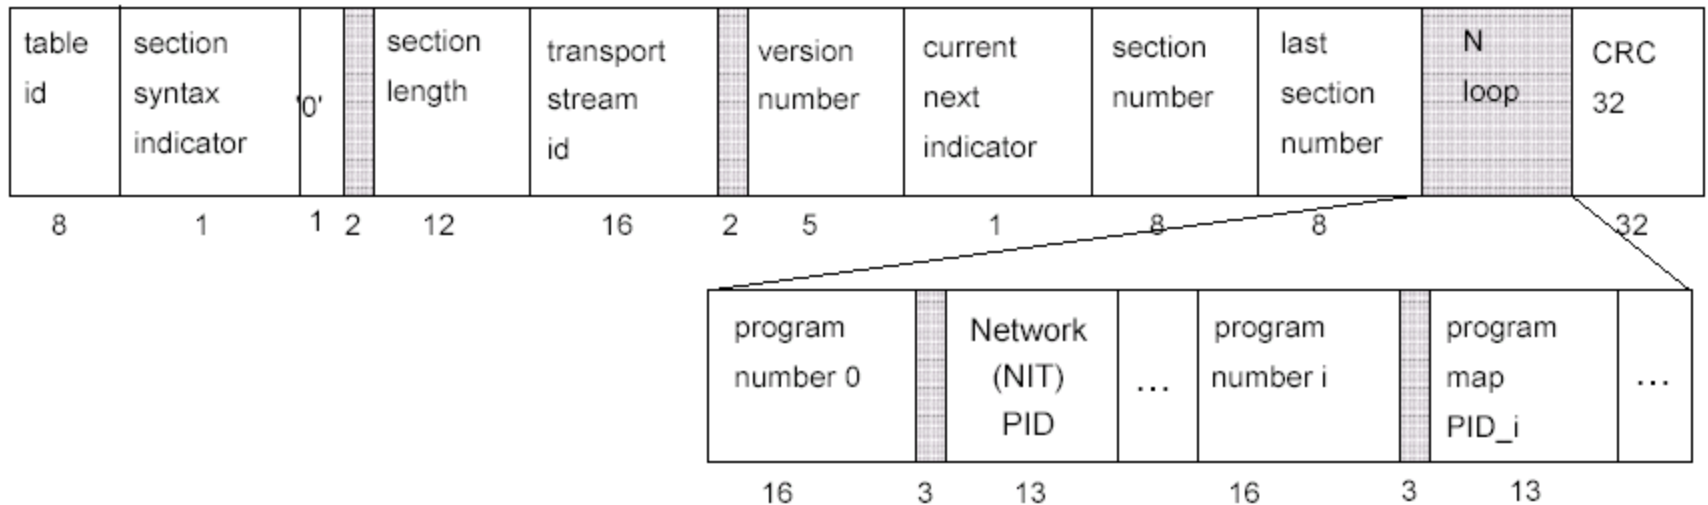 table
id
section
syntax
indicator
'0'
section
length
transport
stream
id
version
number
current
next
indicator
section
number
last
section
number
N
loop
CRC
32
8 1 1 2 12 16 2 5 1 8 8 32
program
number 0
Network
(NIT)
PID
...
program
number i
program
map
PID_i
...
16 3 13 16 3 13